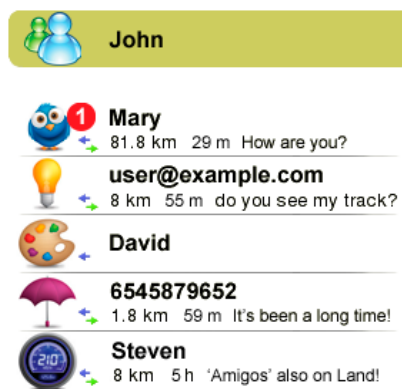 John
1
Mary
81.8 km 29 m How are you?
user@example.com
8 km 55 m do you see my track?
David
6545879652
1.8 km 59 m It's been a long time!
210
Steven
8 km 5 h 'Amigos' also on Land!